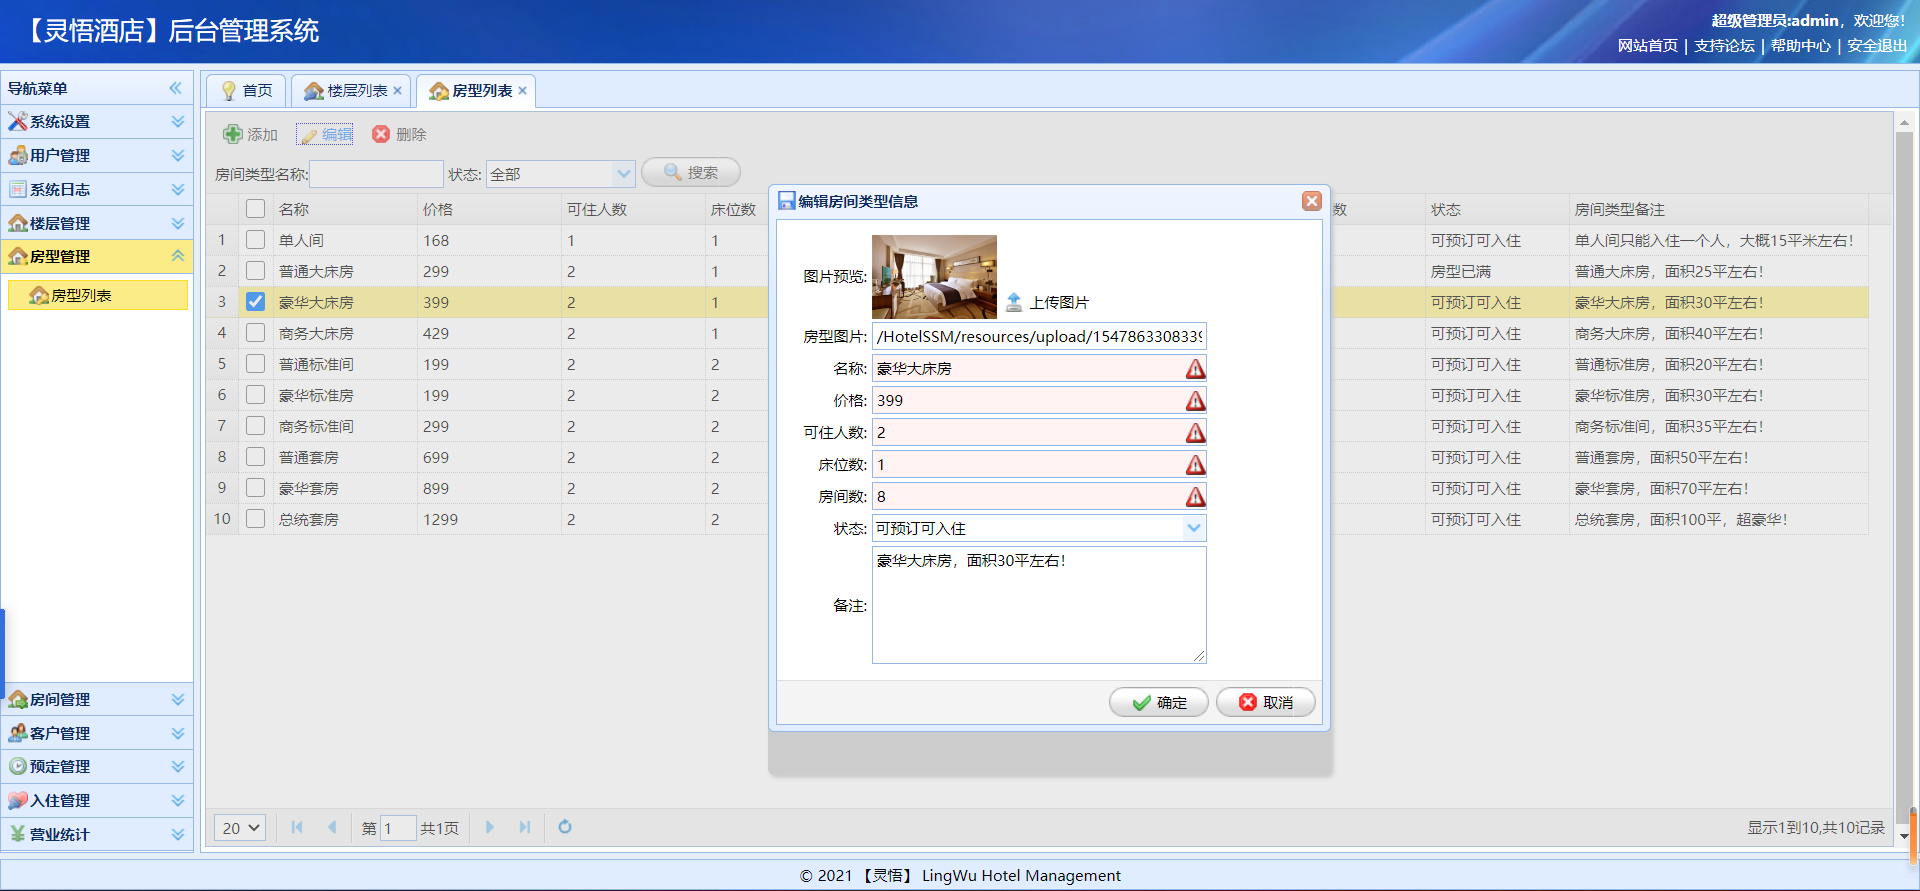 【灵悟酒店】后台管理系统
超级管理员:admin，欢迎您！
网站首页 | 支持论坛 | 帮助中心 | 安全退出
导航菜单
系统设置
用户管理
系统日志
楼层管理
房型管理
房型列表
房间管理
客户管理
预定管理
入住管理
营业统计
首页 楼层列表 房型列表
添加 编辑 删除
房间类型名称: 状态: 全部 搜索
名称 价格 可住人数 床位数 数 状态 房间类型备注
1 单人间 168 1 1 可预订可入住 单人间只能入住一个人，大概15平米左右！
2 普通大床房 299 2 1 房型已满 普通大床房，面积25平左右！
3 豪华大床房 399 2 1 可预订可入住 豪华大床房，面积30平左右！
4 商务大床房 429 2 1 可预订可入住 商务大床房，面积40平左右！
5 普通标准间 199 2 2 可预订可入住 普通标准房，面积20平左右！
6 豪华标准房 199 2 2 可预订可入住 豪华标准房，面积30平左右！
7 商务标准间 299 2 2 可预订可入住 商务标准间，面积35平左右！
8 普通套房 699 2 2 可预订可入住 普通套房，面积50平左右！
9 豪华套房 899 2 2 可预订可入住 豪华套房，面积70平左右！
10 总统套房 1299 2 2 可预订可入住 总统套房，面积100平，超豪华！
编辑房间类型信息
图片预览: 上传图片
房型图片: /HotelSSM/resources/upload/1547863308339
名称: 豪华大床房
价格: 399
可住人数: 2
床位数: 1
房间数: 8
状态: 可预订可入住
备注: 豪华大床房，面积30平左右！
确定 取消
20 第 1 共1页 显示1到10,共10记录
© 2021 【灵悟】 LingWu Hotel Management